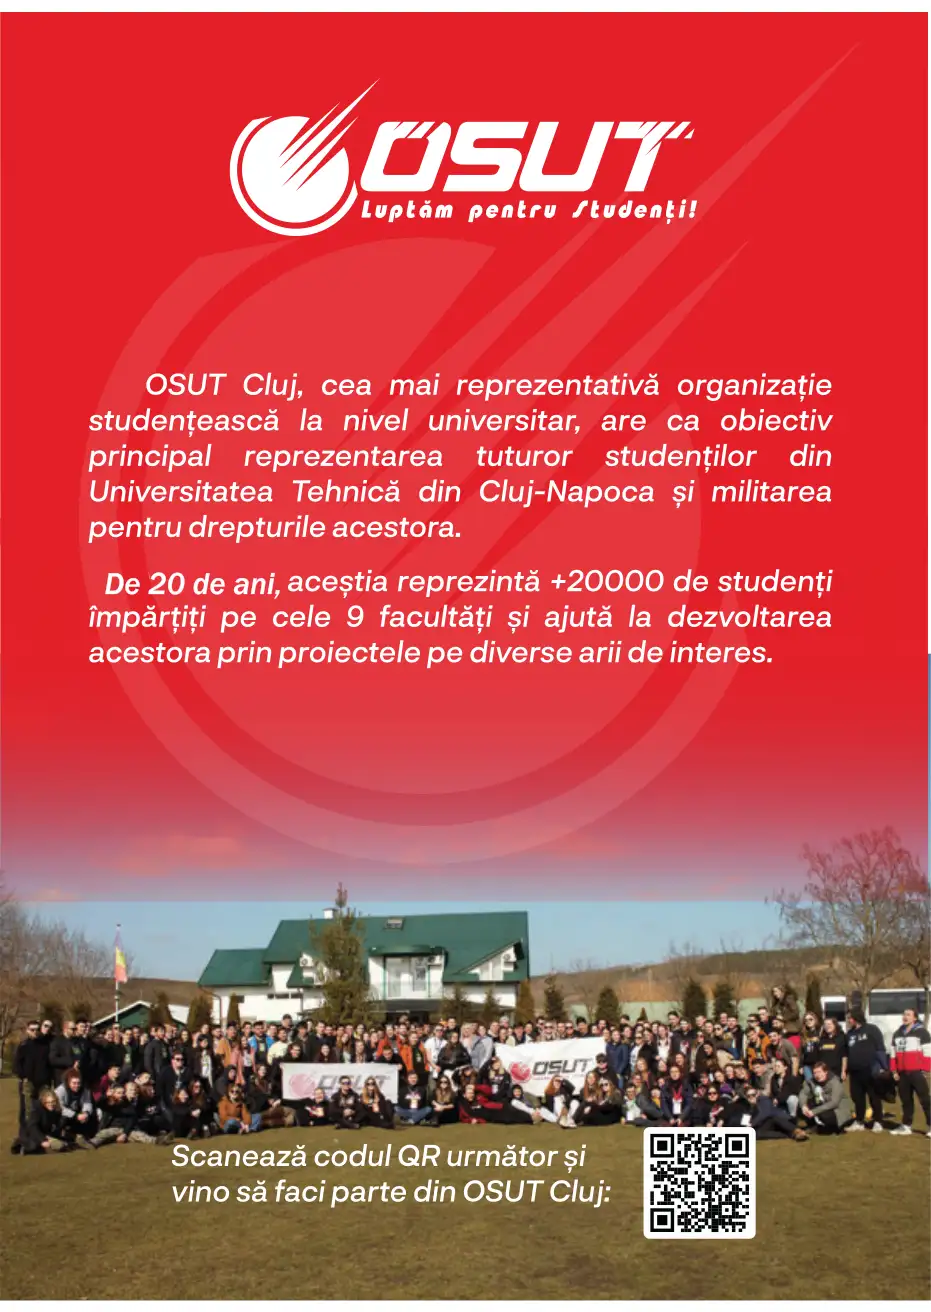 OSUT
Luptăm pentru Studenți!
OSUT Cluj, cea mai reprezentativă organizație
studențească la nivel universitar, are ca obiectiv
principal reprezentarea tuturor studenților din
Universitatea Tehnică din Cluj-Napoca și militarea
pentru drepturile acestora.
De 20 de ani, aceștia reprezintă +20000 de studenți
împărțiți pe cele 9 facultăți și ajută la dezvoltarea
acestora prin proiectele pe diverse arii de interes.
OSUT
OSUT
Scanează codul QR următor și
vino să faci parte din OSUT Cluj: